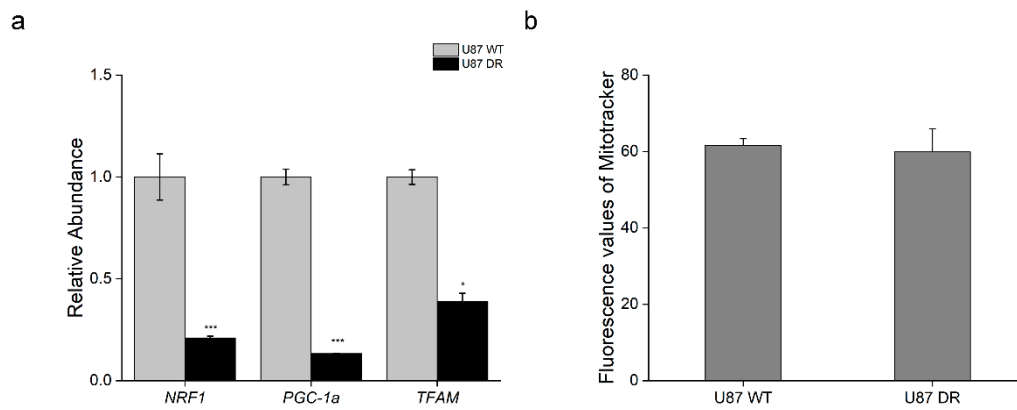 a
U87 WT
U87 DR
Relative Abundance
1.5
1.0
0.5
0.0
***
***
*
NRF1
PGC-1a
TFAM
b
Fluorescence values of Mitotracker
80
60
40
20
0
U87 WT
U87 DR